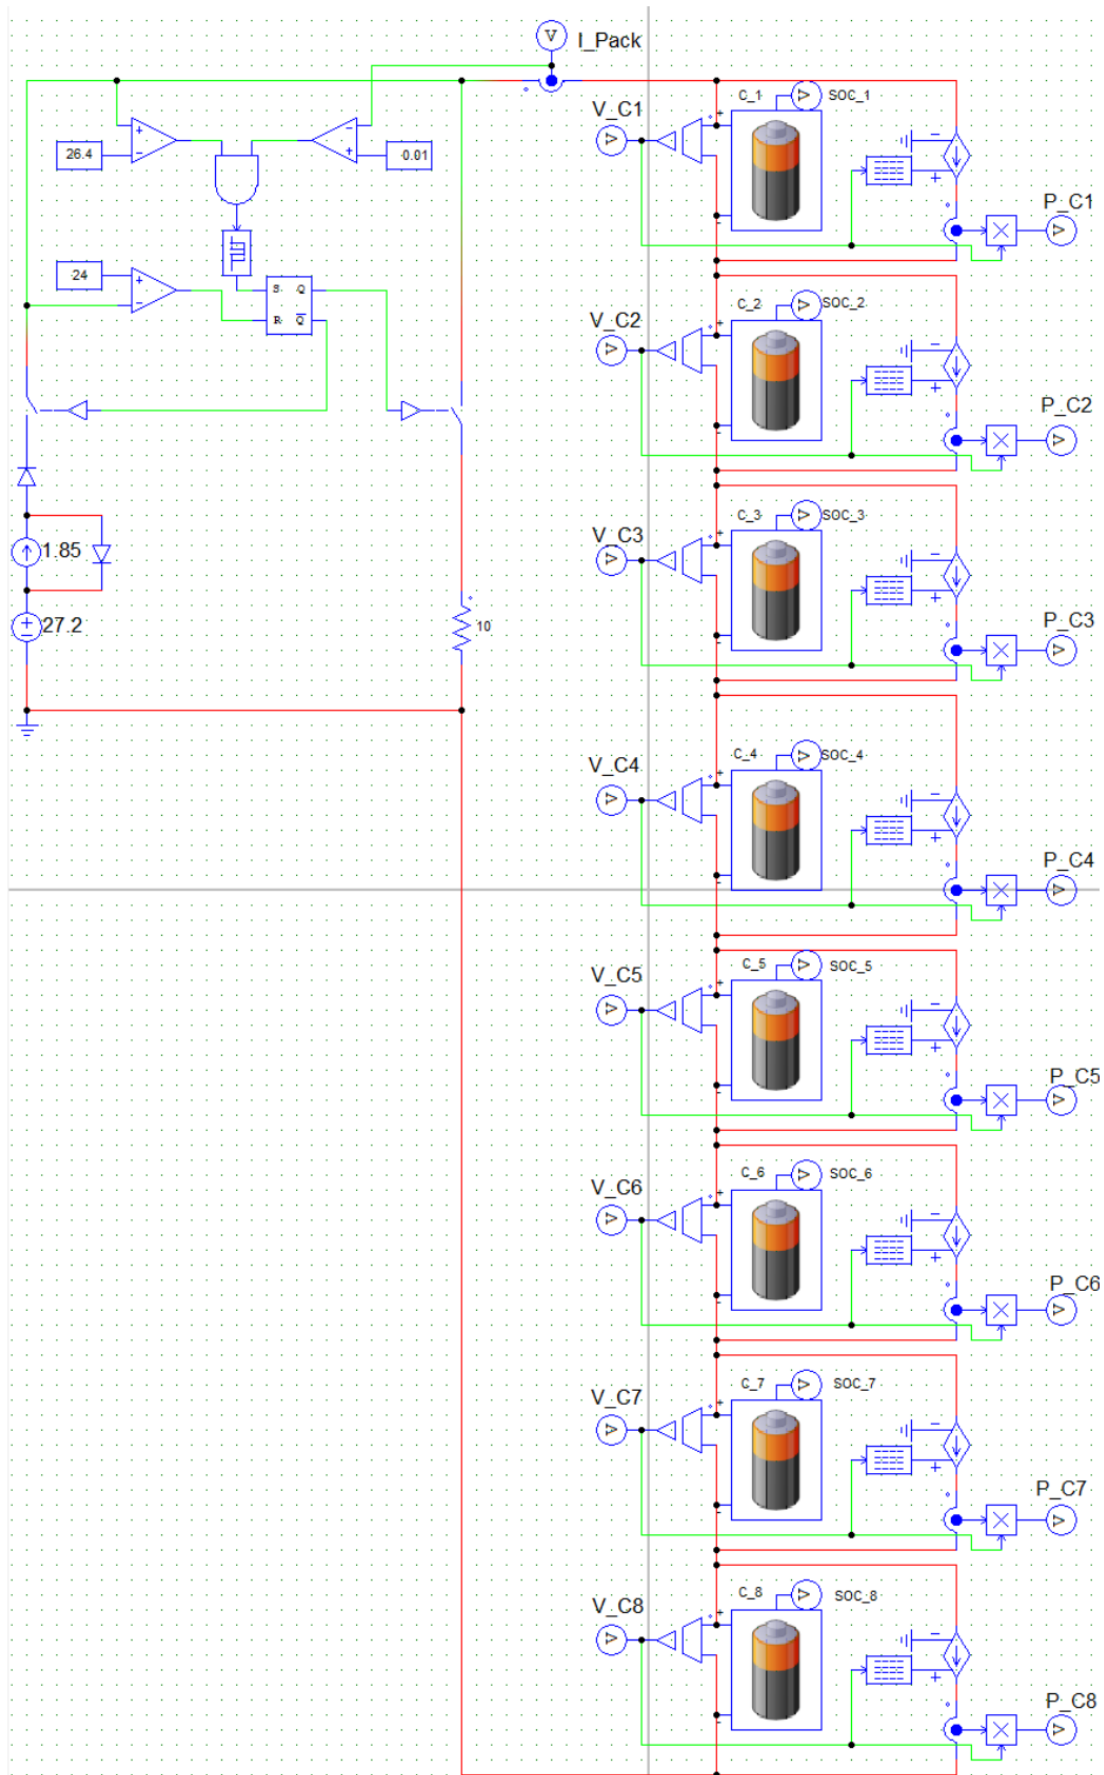 V
I_Pack
26.4
0.01
24
S Q
R Q
1.85
27.2
10
V_C1
V
C_1
V
SOC_1
P_C1
V
V_C2
V
C_2
V
SOC_2
P_C2
V
V_C3
V
C_3
V
SOC_3
P_C3
V
V_C4
V
C_4
V
SOC_4
P_C4
V
V_C5
V
C_5
V
SOC_5
P_C5
V
V_C6
V
C_6
V
SOC_6
P_C6
V
V_C7
V
C_7
V
SOC_7
P_C7
V
V_C8
V
C_8
V
SOC_8
P_C8
V